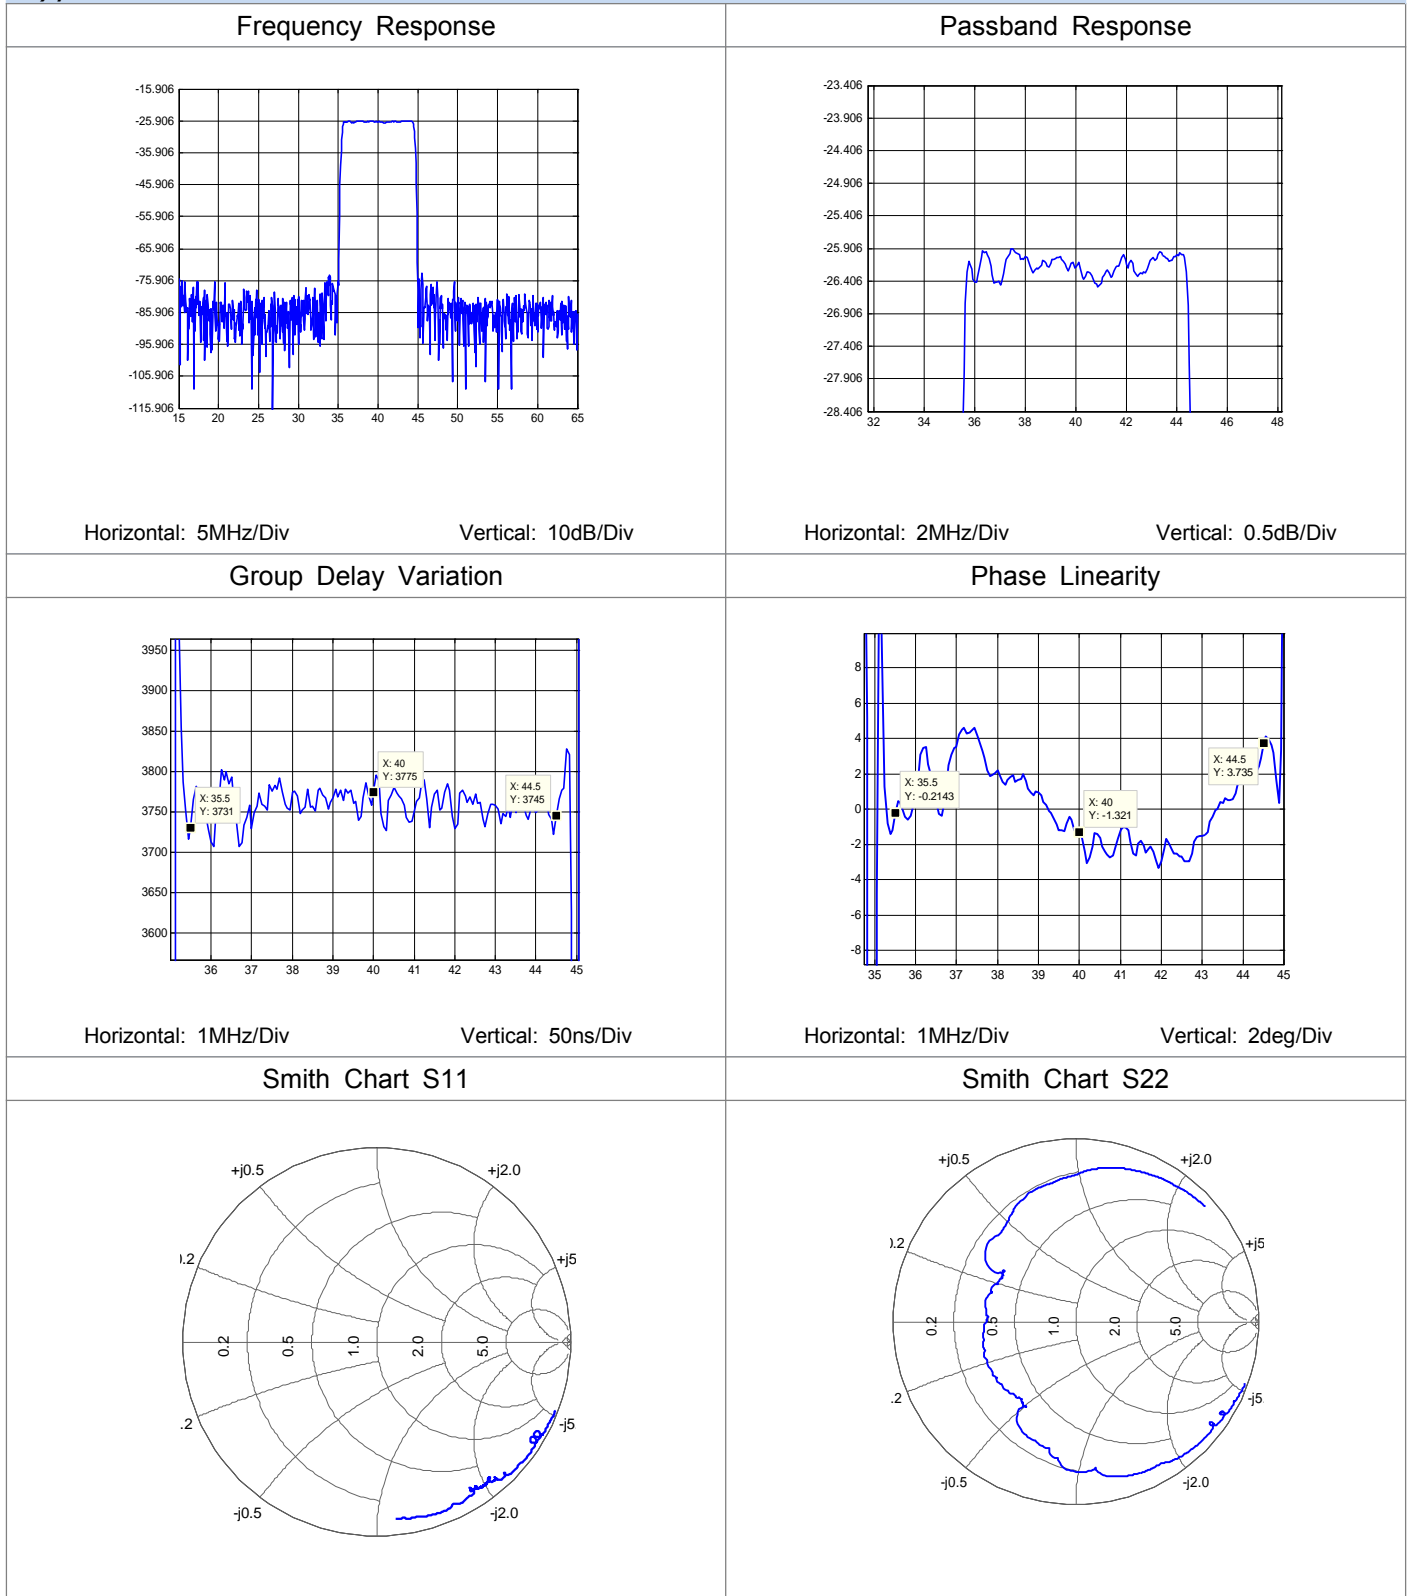 Frequency Response
Passband Response
-15.906
-25.906
-35.906
-45.906
-55.906
-65.906
-75.906
-85.906
-95.906
-105.906
-115.906
15 20 25 30 35 40 45 50 55 60 65
-23.406
-23.906
-24.406
-24.906
-25.406
-25.906
-26.406
-26.906
-27.406
-27.906
-28.406
32 34 36 38 40 42 44 46 48
Horizontal: 5MHz/Div Vertical: 10dB/Div
Horizontal: 2MHz/Div Vertical: 0.5dB/Div
Group Delay Variation
Phase Linearity
3950
3900
3850
3800
3750
3700
3650
3600
X: 35.5
Y: 3731
X: 40
Y: 3775
X: 44.5
Y: 3745
36 37 38 39 40 41 42 43 44 45
8
6
4
2
0
-2
-4
-6
-8
X: 35.5
Y: -0.2143
X: 40
Y: -1.321
X: 44.5
Y: 3.735
35 36 37 38 39 40 41 42 43 44 45
Horizontal: 1MHz/Div Vertical: 50ns/Div
Horizontal: 1MHz/Div Vertical: 2deg/Div
Smith Chart S11
Smith Chart S22
+j0.5 +j2.0
).2 +j5
0.2 0.5 1.0 2.0 5.0
.2 -j5
-j0.5 -j2.0
+j0.5 +j2.0
).2 +j5
0.2 0.5 1.0 2.0 5.0
.2 -j5.
-j0.5 -j2.0